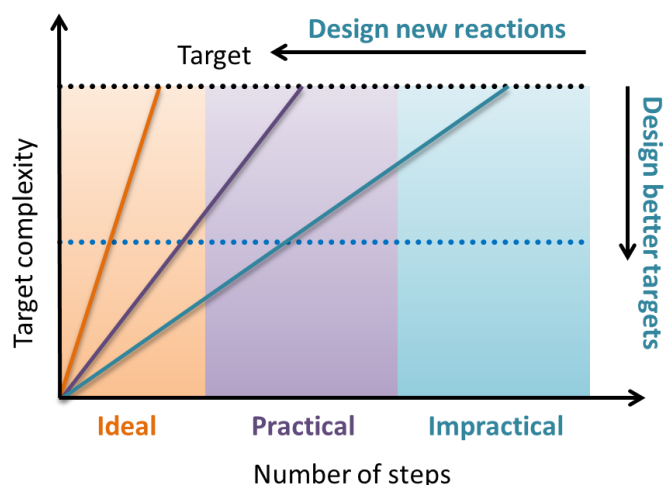 Design new reactions
Target
Target complexity
Design better targets
Ideal
Practical
Impractical
Number of steps